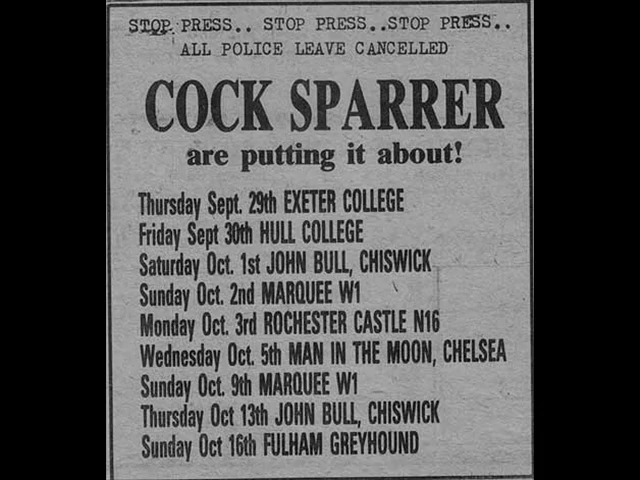 STOP PRESS.. STOP PRESS..STOP PRESS..
ALL POLICE LEAVE CANCELLED
COCK SPARRER
are putting it about!
Thursday Sept. 29th EXETER COLLEGE
Friday Sept 30th HULL COLLEGE
Saturday Oct. 1st JOHN BULL, CHISWICK
Sunday Oct. 2nd MARQUEE W1
Monday Oct. 3rd ROCHESTER CASTLE N16
Wednesday Oct. 5th MAN IN THE MOON, CHELSEA
Sunday Oct. 9th MARQUEE W1
Thursday Oct 13th JOHN BULL, CHISWICK
Sunday Oct 16th FULHAM GREYHOUND